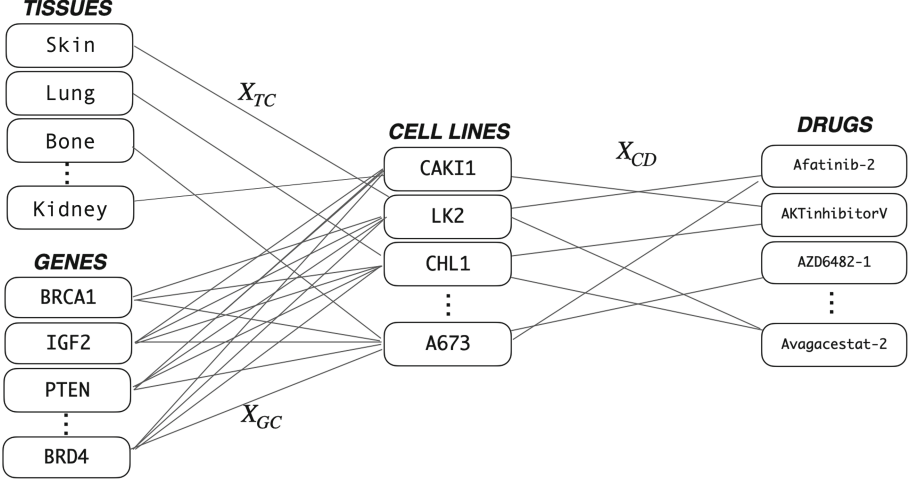 TISSUES
Skin
Lung
Bone
Kidney
GENES
BRCA1
IGF2
PTEN
BRD4
X_TC
X_GC
CELL LINES
CAKI1
LK2
CHL1
A673
X_CD
DRUGS
Afatinib-2
AKTinhibitorV
AZD6482-1
Avagacestat-2